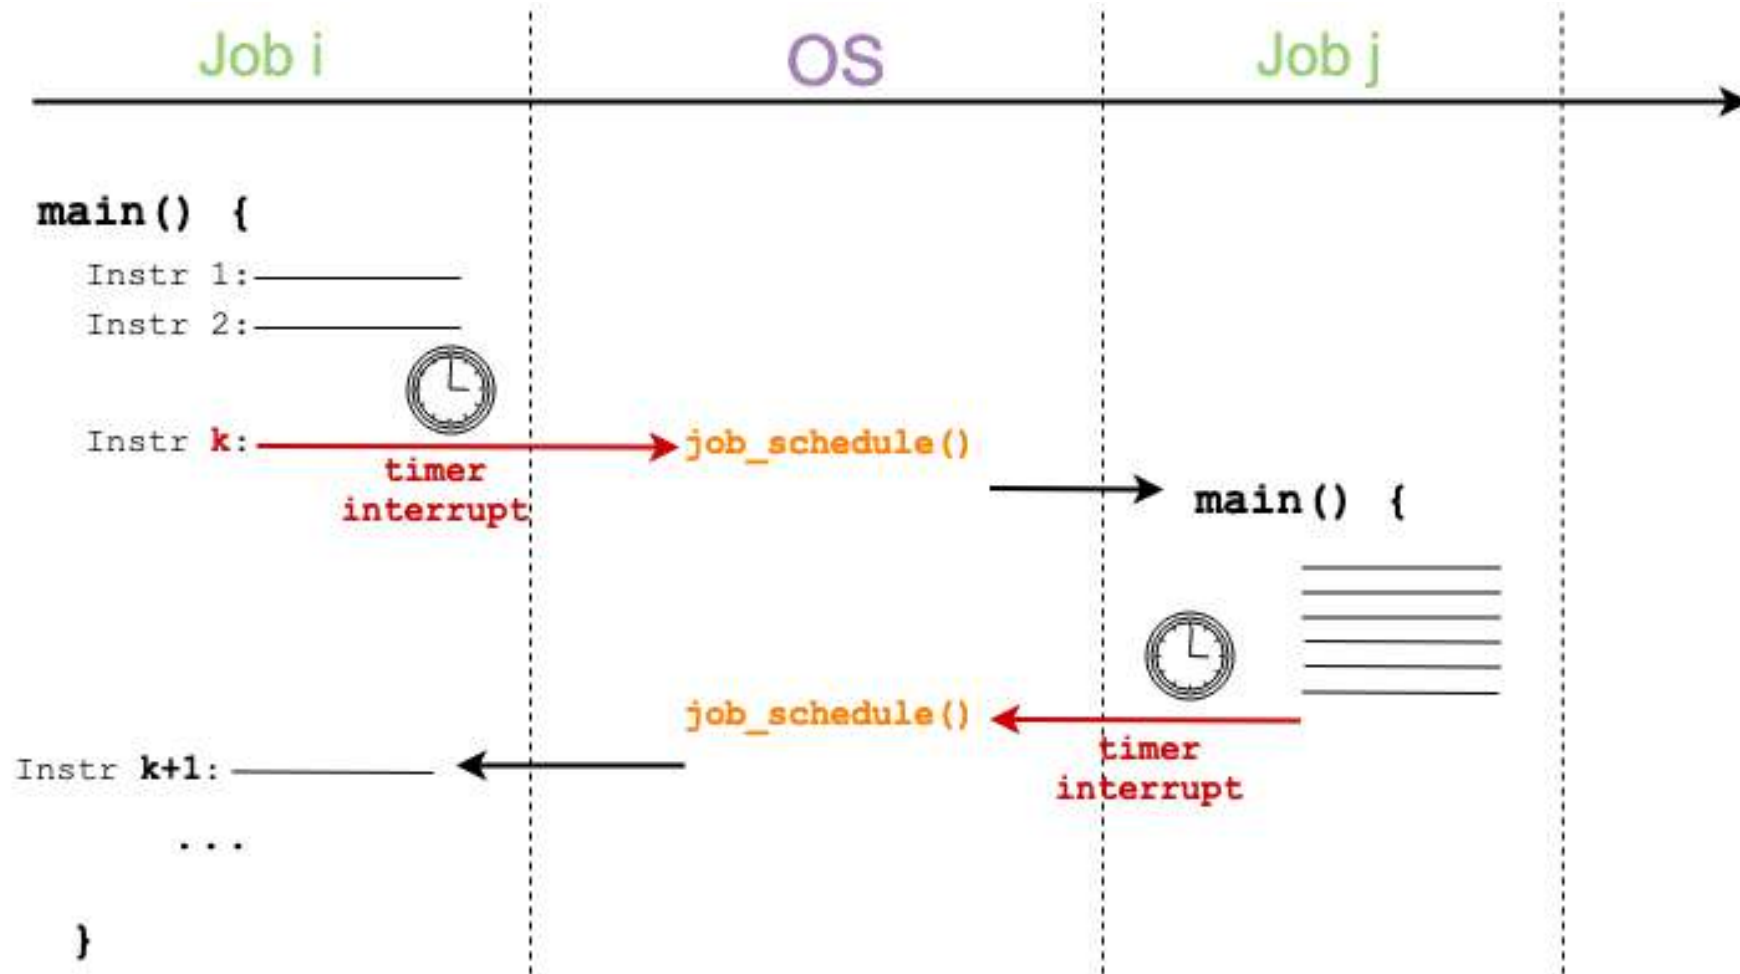 Job i
OS
Job j
main() {
Instr 1:
Instr 2:
Instr k:
timer
interrupt
job_schedule()
main() {
job_schedule()
timer
interrupt
Instr k+1:
...
}